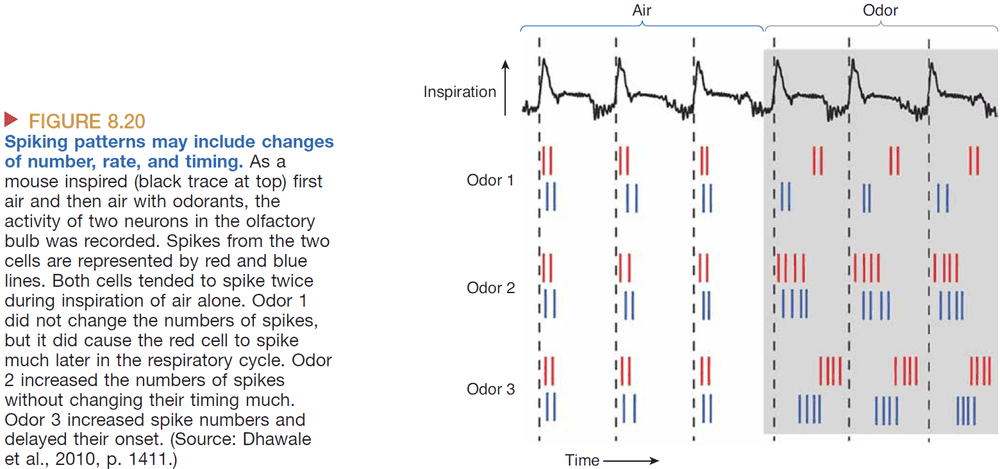 FIGURE 8.20
Spiking patterns may include changes
of number, rate, and timing. As a
mouse inspired (black trace at top) first
air and then air with odorants, the
activity of two neurons in the olfactory
bulb was recorded. Spikes from the two
cells are represented by red and blue
lines. Both cells tended to spike twice
during inspiration of air alone. Odor 1
did not change the numbers of spikes,
but it did cause the red cell to spike
much later in the respiratory cycle. Odor
2 increased the numbers of spikes
without changing their timing much.
Odor 3 increased spike numbers and
delayed their onset. (Source: Dhawale
et al., 2010, p. 1411.)
Air
Odor
Inspiration
Odor 1
Odor 2
Odor 3
Time